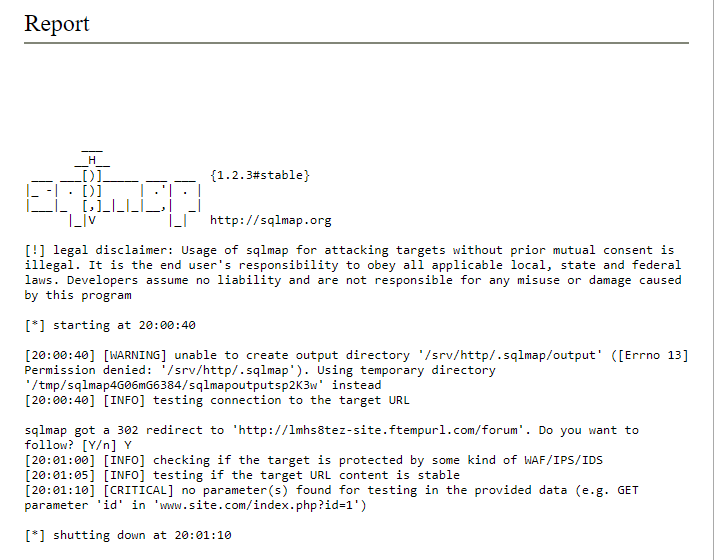 Report
___
__H__
___ ___[)]_____ ___ ___  {1.2.3#stable}
|_ -| . [)]     | .'| . |
|___|_  [,]_|_|_|__,|  _|
|_|V          |_|   http://sqlmap.org
[!] legal disclaimer: Usage of sqlmap for attacking targets without prior mutual consent is
illegal. It is the end user's responsibility to obey all applicable local, state and federal
laws. Developers assume no liability and are not responsible for any misuse or damage caused
by this program
[*] starting at 20:00:40
[20:00:40] [WARNING] unable to create output directory '/srv/http/.sqlmap/output' ([Errno 13]
Permission denied: '/srv/http/.sqlmap'). Using temporary directory
'/tmp/sqlmap4G06mG6384/sqlmapoutputsp2K3w' instead
[20:00:40] [INFO] testing connection to the target URL
sqlmap got a 302 redirect to 'http://lmhs8tez-site.ftempurl.com/forum'. Do you want to
follow? [Y/n] Y
[20:01:00] [INFO] checking if the target is protected by some kind of WAF/IPS/IDS
[20:01:05] [INFO] testing if the target URL content is stable
[20:01:10] [CRITICAL] no parameter(s) found for testing in the provided data (e.g. GET
parameter 'id' in 'www.site.com/index.php?id=1')
[*] shutting down at 20:01:10